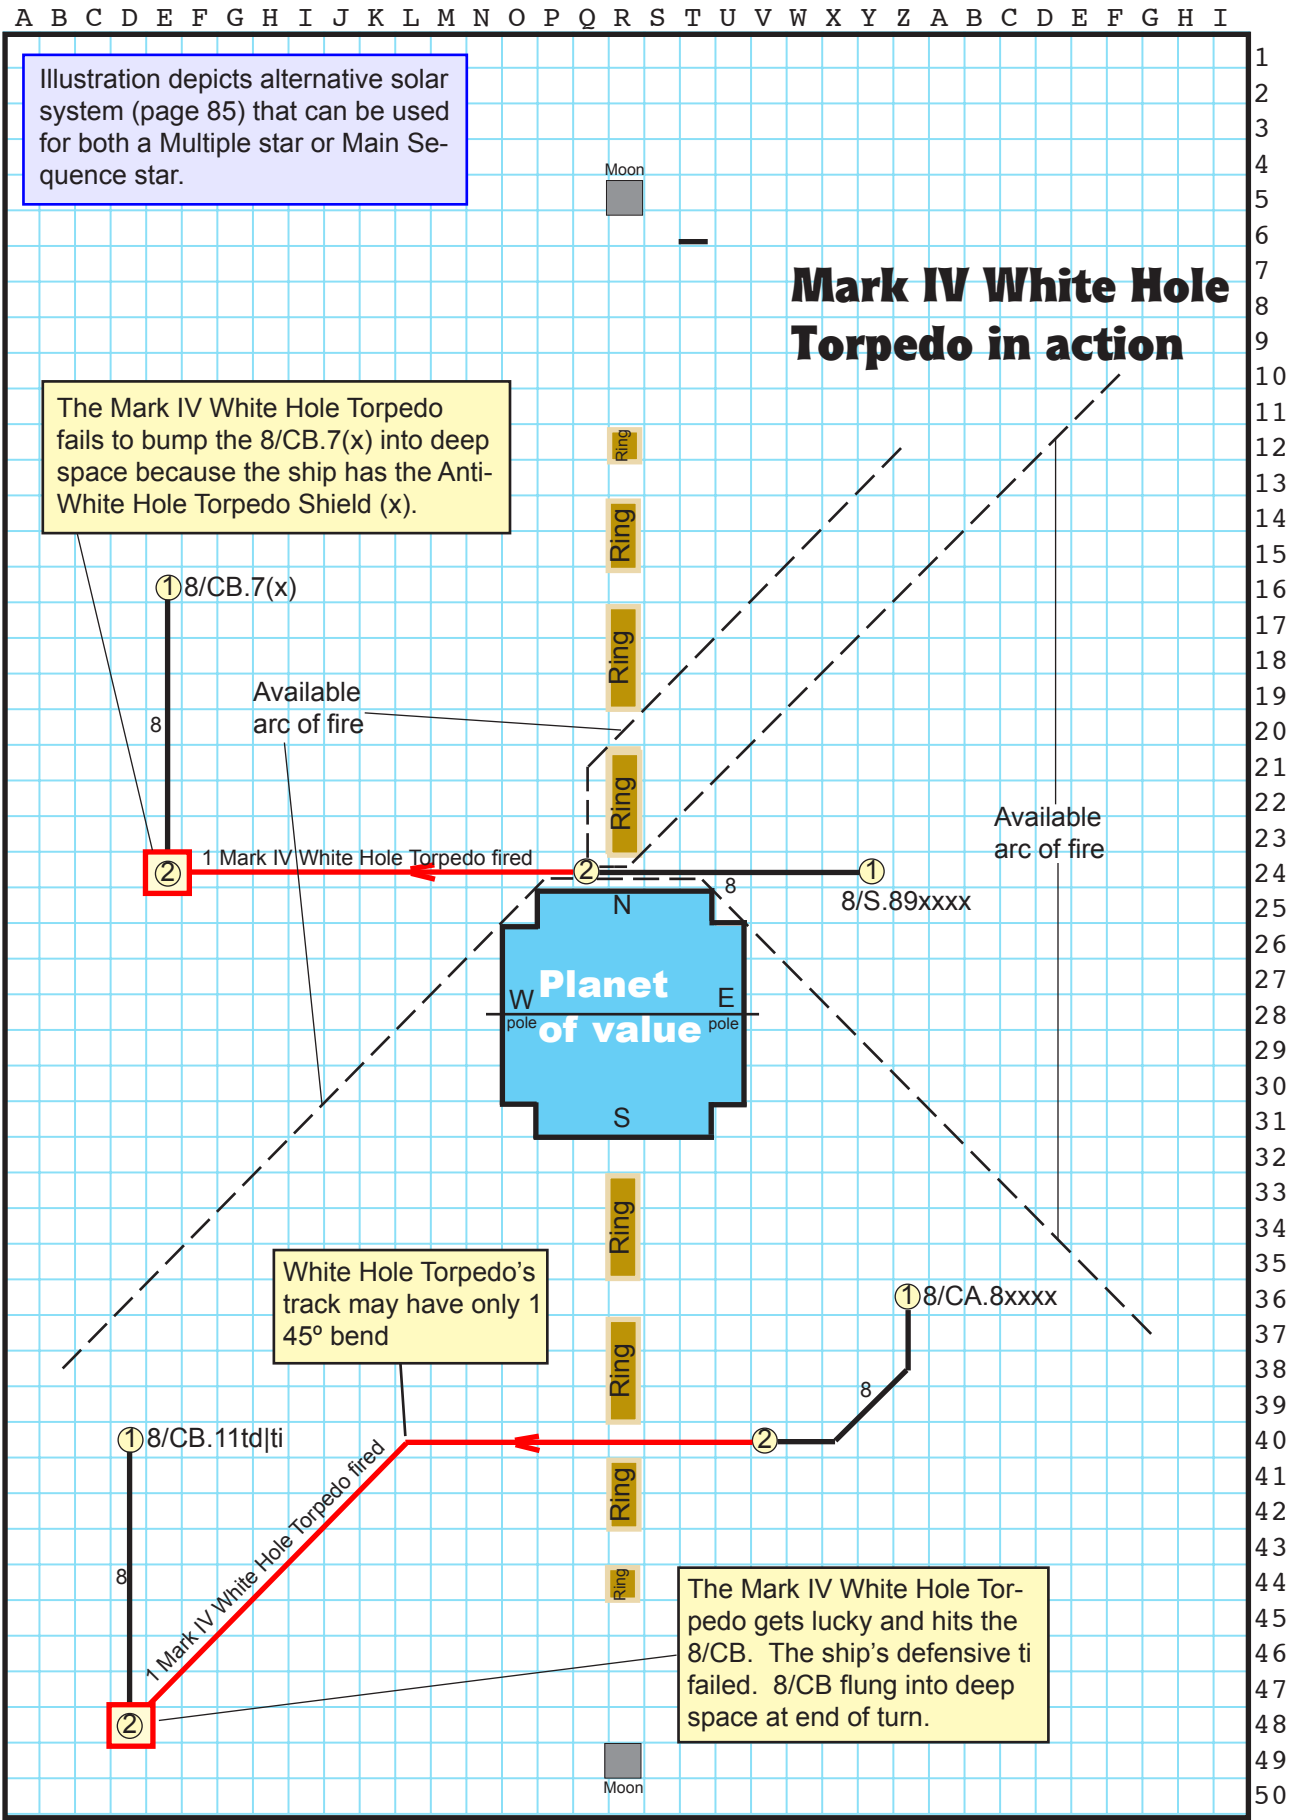 A B C D E F G H I J K L M N O P Q R S T U V W X Y Z A B C D E F G H I
1
2
3
4
5
6
7
8
9
10
11
12
13
14
15
16
17
18
19
20
21
22
23
24
25
26
27
28
29
30
31
32
33
34
35
36
37
38
39
40
41
42
43
44
45
46
47
48
49
50
Illustration depicts alternative solar
system (page 85) that can be used
for both a Multiple star or Main Se-
quence star.
Moon
Mark IV White Hole
Torpedo in action
The Mark IV White Hole Torpedo
fails to bump the 8/CB.7(x) into deep
space because the ship has the Anti-
White Hole Torpedo Shield (x).
Ring
Ring
Ring
Ring
1 8/CB.7(x)
8
Available
arc of fire
Available
arc of fire
2
1 Mark IV White Hole Torpedo fired
2
8
1
8/S.89xxxx
N
Planet
of value
W
pole
E
pole
S
Ring
Ring
Ring
Ring
White Hole Torpedo's
track may have only 1
45º bend
1 8/CA.8xxxx
8
2
1 8/CB.11td|ti
8
1 Mark IV White Hole Torpedo fired
2
The Mark IV White Hole Tor-
pedo gets lucky and hits the
8/CB. The ship's defensive ti
failed. 8/CB flung into deep
space at end of turn.
Moon